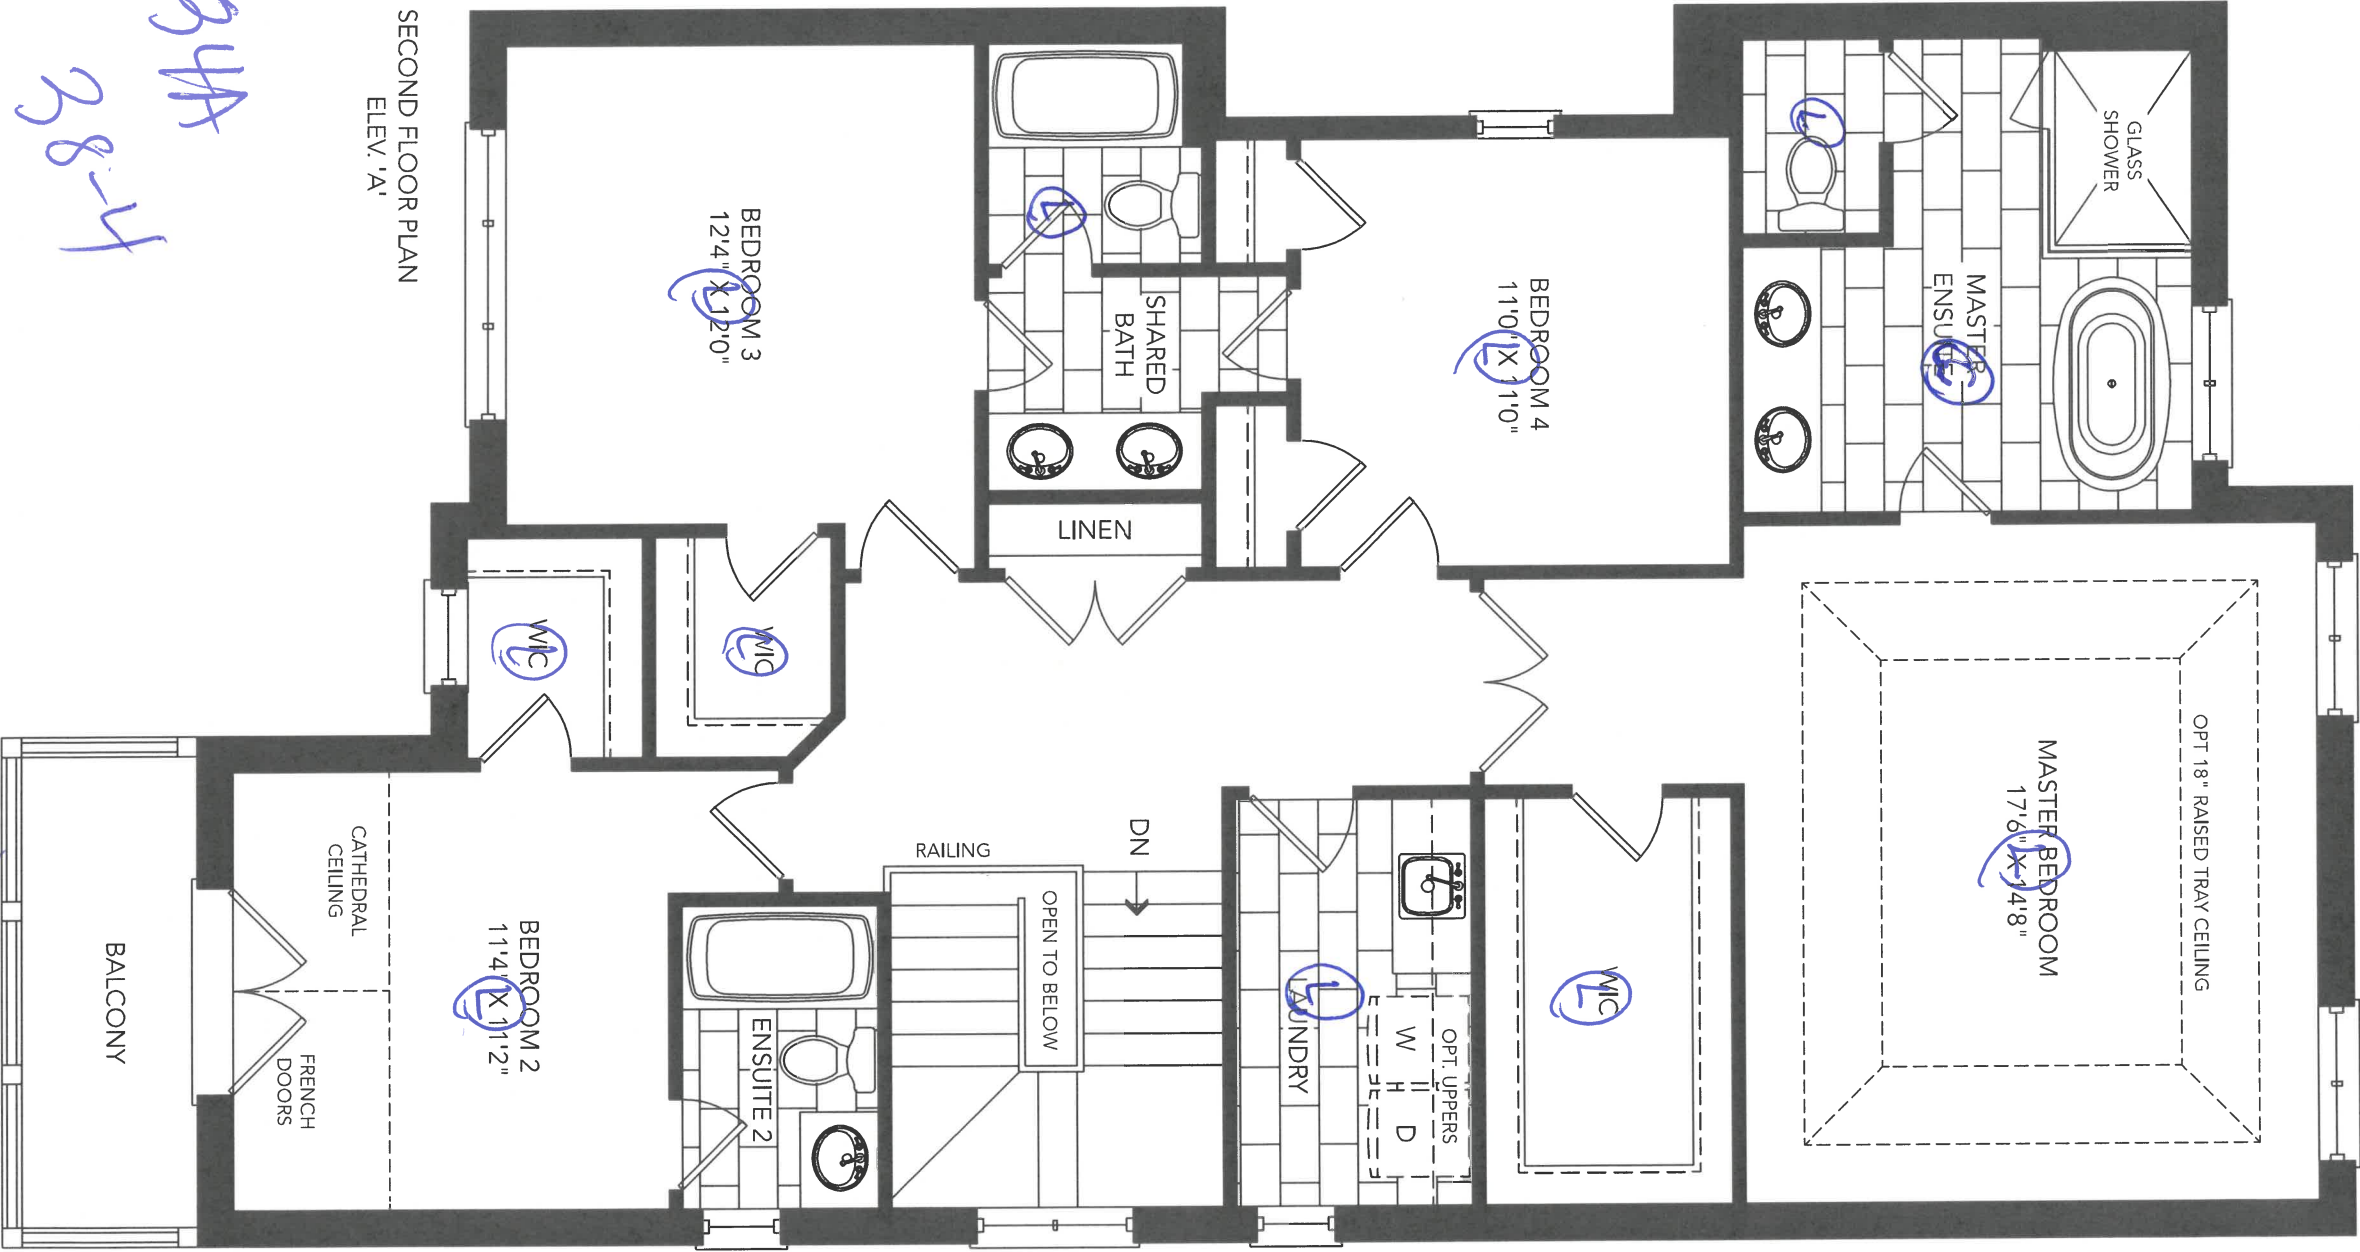 34A
38-4
SECOND FLOOR PLAN
ELEV. 'A'
GLASS
SHOWER
MASTER
ENSUITE
L
L
BEDROOM 3
12'4" X 12'0"
L
L
SHARED
BATH
BEDROOM 4
11'0" X 11'0"
L
LINEN
WIC
L
WIC
L
OPT 18" RAISED TRAY CEILING
MASTER BEDROOM
17'6" X 14'8"
L
WIC
L
LAUNDRY
L
OPT. UPPERS
W
D
DN
RAILING
OPEN TO BELOW
ENSUITE 2
BEDROOM 2
11'4" X 11'2"
L
CATHEDRAL
CEILING
FRENCH
DOORS
BALCONY